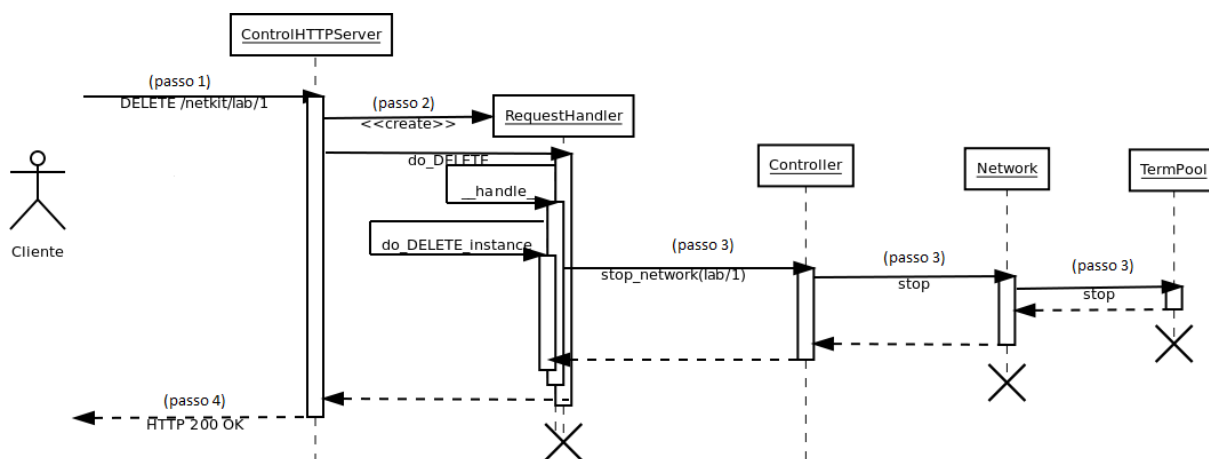 ControlHTTPServer
(passo 1)
DELETE /netkit/lab/1
(passo 2)
<<create>>
RequestHandler
do_DELETE
__handle_
Controller
Network
TermPool
Cliente
do_DELETE_instance
(passo 3)
stop_network(lab/1)
(passo 3)
stop
(passo 3)
stop
(passo 4)
HTTP 200 OK